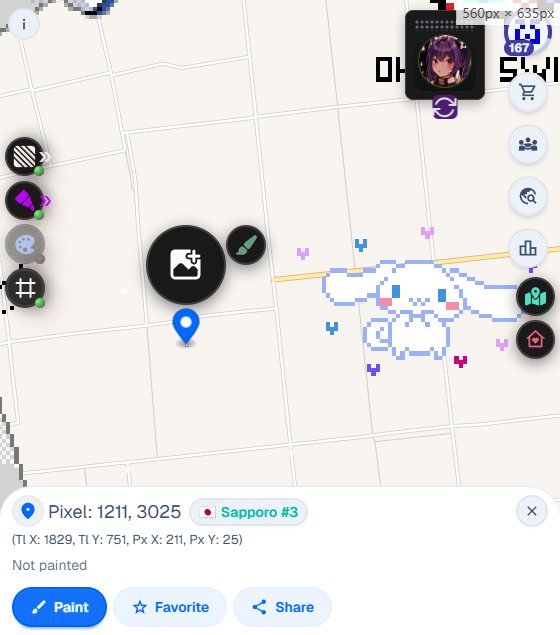 560px × 635px
167
OH
SWI
Pixel: 1211, 3025
Sapporo #3
(Tl X: 1829, Tl Y: 751, Px X: 211, Px Y: 25)
Not painted
Paint
Favorite
Share